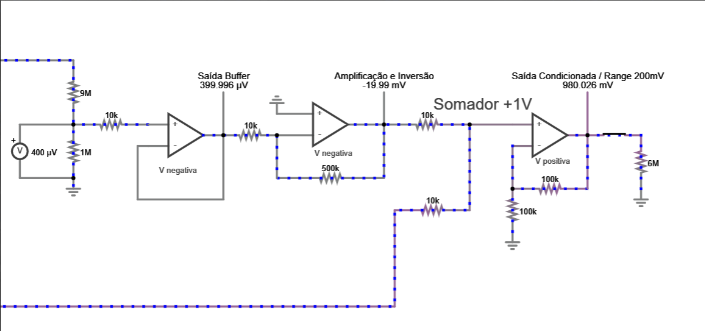 Saída Buffer
399.996 µV
Amplificação e Inversão
-19.99 mV
Saída Condicionada / Range 200mV
980.026 mV
Somador +1V
9M
10k
10k
10k
+
-
+
-
+
-
+
V
400 µV
1M
V negativa
V negativa
V positiva
500k
100k
6M
10k
100k